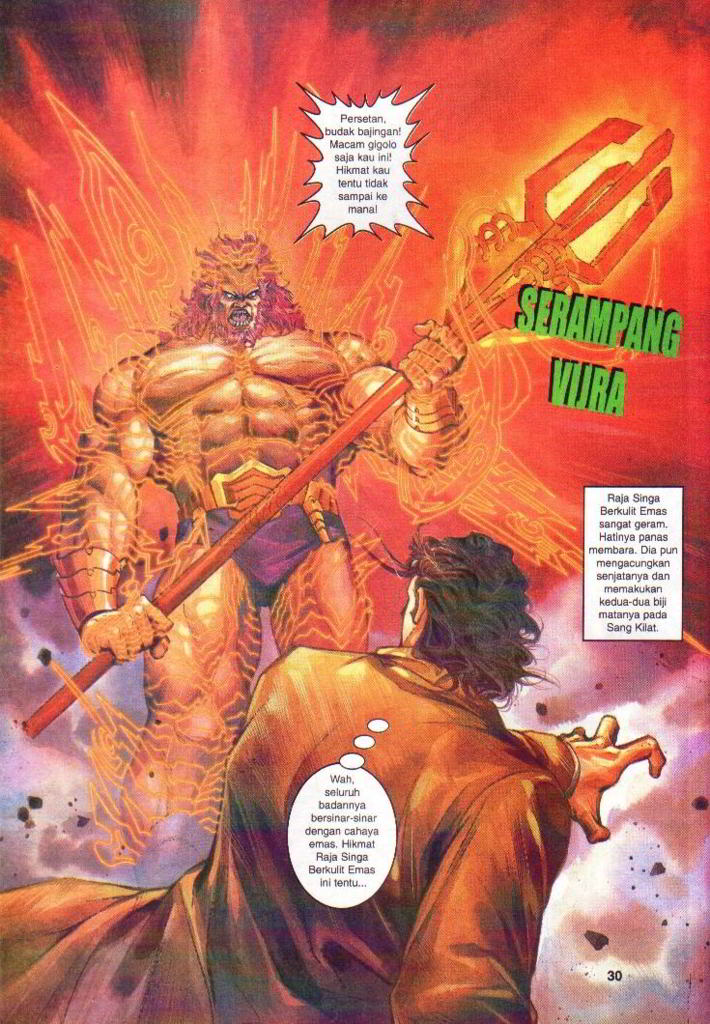 Persetan,
budak bajingan!
Macam gigolo
saja kau ini!
Hikmat kau
tentu tidak
sampai ke
mana!
SERAMPANG
VIJRA
Raja Singa
Berkulit Emas
sangat geram.
Hatinya panas
membara. Dia pun
mengacungkan
senjatanya dan
memakukan
kedua-dua biji
matanya pada
Sang Kilat.
Wah,
seluruh
badannya
bersinar-sinar
dengan cahaya
emas. Hikmat
Raja Singa
Berkulit Emas
ini tentu...
30